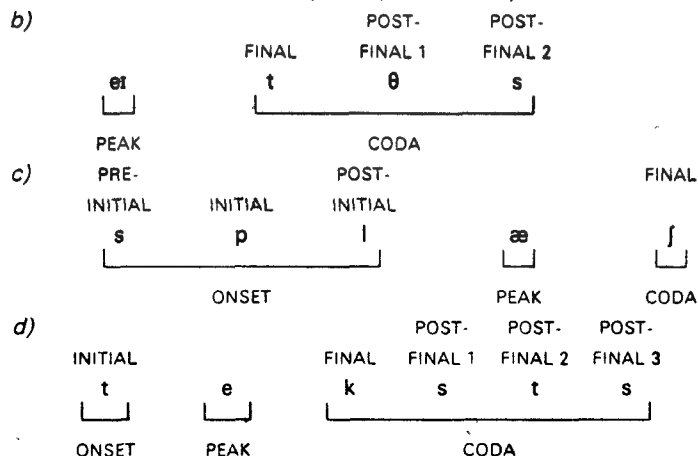 b) POST- POST-
FINAL FINAL 1 FINAL 2
eɪ t θ s
PEAK CODA
c) PRE- POST- FINAL
INITIAL INITIAL INITIAL
s p l æ ʃ
ONSET PEAK CODA
d) POST- POST- POST-
INITIAL FINAL FINAL 1 FINAL 2 FINAL 3
t e k s t s
ONSET PEAK CODA